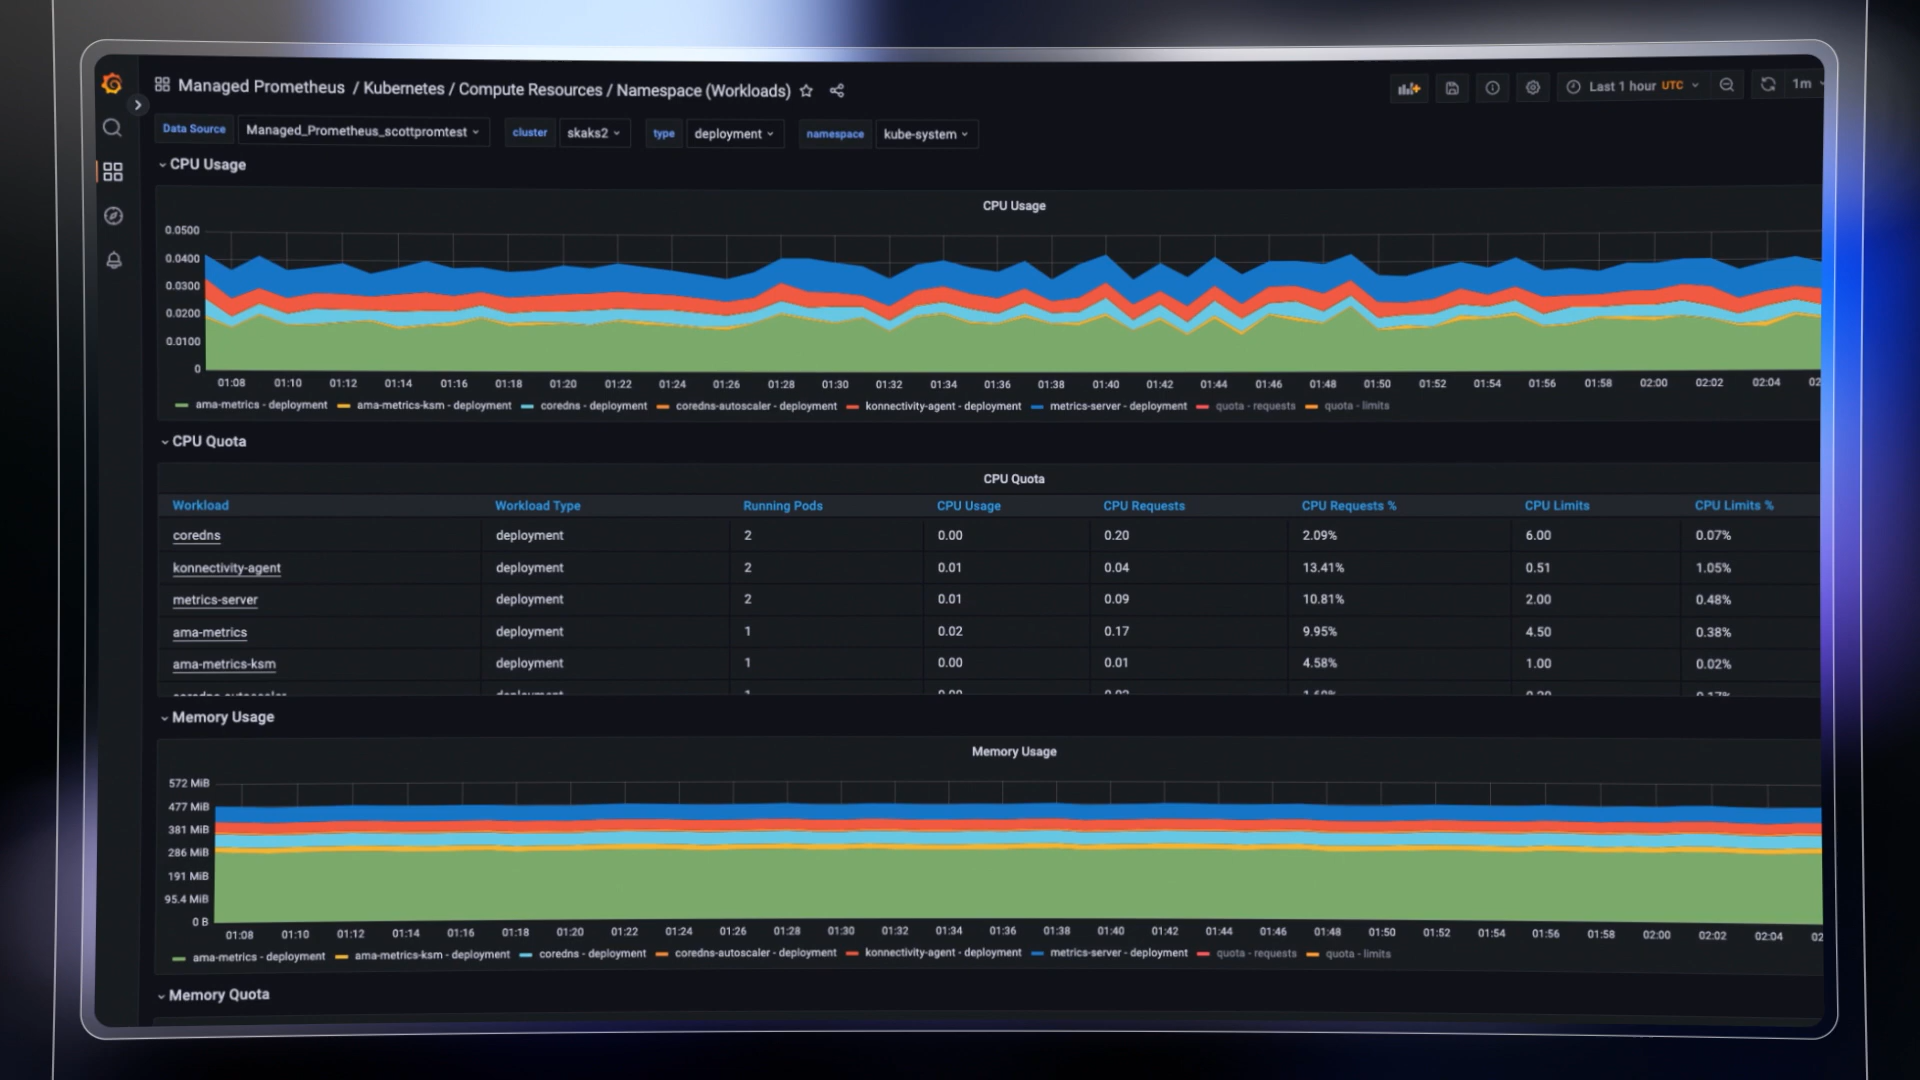 Managed Prometheus / Kubernetes / Compute Resources / Namespace (Workloads)
Last 1 hour UTC
1m
Data Source Managed_Prometheus_scottpromtest cluster skaks2 type deployment namespace kube-system
CPU Usage
CPU Usage
0.0500
0.0400
0.0300
0.0200
0.0100
0
01:08 01:10 01:12 01:14 01:16 01:18 01:20 01:22 01:24 01:26 01:28 01:30 01:32 01:34 01:36 01:38 01:40 01:42 01:44 01:46 01:48 01:50 01:52 01:54 01:56 01:58 02:00 02:02 02:04 02
ama-metrics - deployment ama-metrics-ksm - deployment coredns - deployment coredns-autoscaler - deployment konnectivity-agent - deployment metrics-server - deployment quota - requests quota - limits
CPU Quota
CPU Quota
Workload Workload Type Running Pods CPU Usage CPU Requests CPU Requests % CPU Limits CPU Limits %
coredns deployment 2 0.00 0.20 2.09% 6.00 0.07%
konnectivity-agent deployment 2 0.01 0.04 13.41% 0.51 1.05%
metrics-server deployment 2 0.01 0.09 10.81% 2.00 0.48%
ama-metrics deployment 1 0.02 0.17 9.95% 4.50 0.38%
ama-metrics-ksm deployment 1 0.00 0.01 4.58% 1.00 0.02%
coredns-autoscaler deployment 1
Memory Usage
Memory Usage
572 MiB
477 MiB
381 MiB
286 MiB
191 MiB
95.4 MiB
0 B
01:08 01:10 01:12 01:14 01:16 01:18 01:20 01:22 01:24 01:26 01:28 01:30 01:32 01:34 01:36 01:38 01:40 01:42 01:44 01:46 01:48 01:50 01:52 01:54 01:56 01:58 02:00 02:02 02:04 02
ama-metrics - deployment ama-metrics-ksm - deployment coredns - deployment coredns-autoscaler - deployment konnectivity-agent - deployment metrics-server - deployment quota - requests quota - limits
Memory Quota